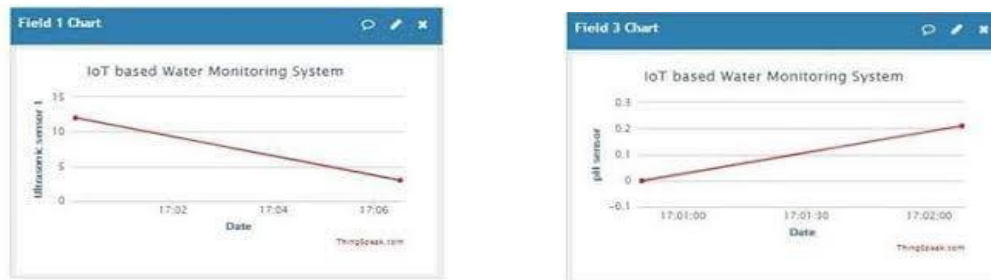 Field 1 Chart
IoT based Water Monitoring System
Ultrasonic sensor 1
15
10
5
0
17:02 17:04 17:06
Date
ThingSpeak.com
Field 3 Chart
IoT based Water Monitoring System
pH sensor
0.3
0.2
0.1
0
-0.1
17:01:00 17:01:30 17:02:00
Date
ThingSpeak.com